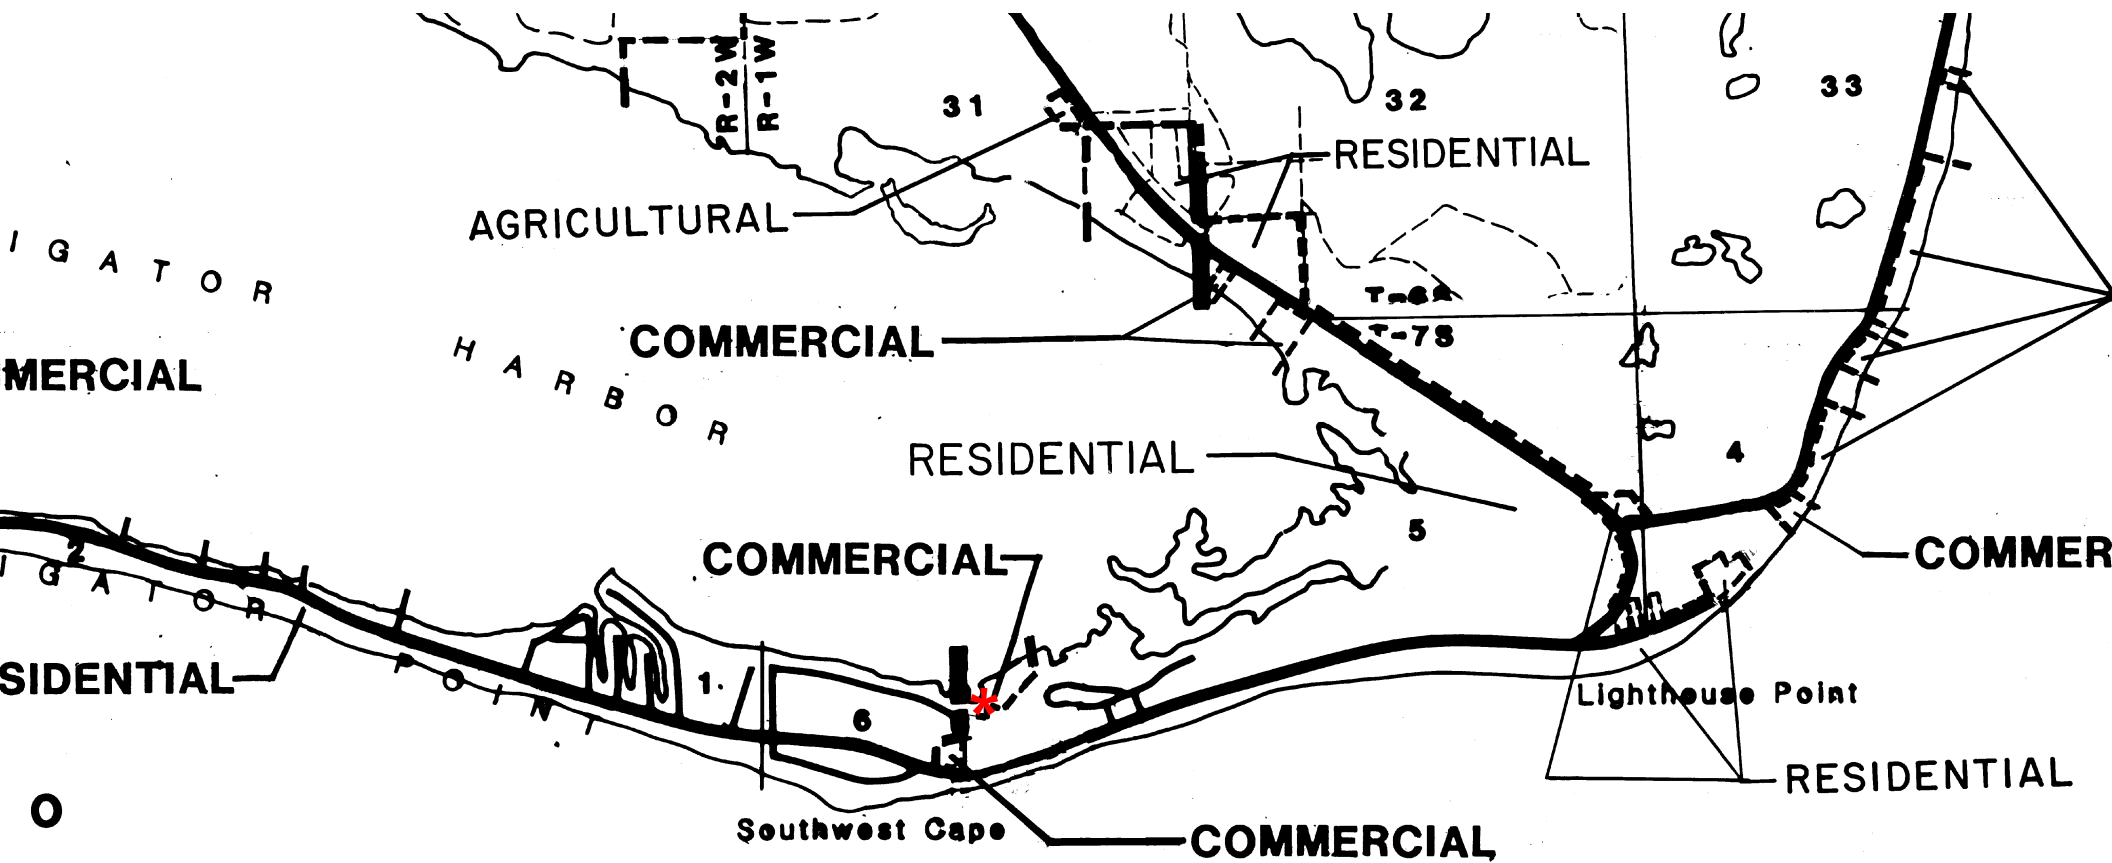 R-2W
R-1W
31
32
33
RESIDENTIAL
AGRICULTURAL
IGATOR
HARBOR
T-6S
T-7S
COMMERCIAL
MERCIAL
RESIDENTIAL
4
5
COMMERCIAL
COMMER
2
IGATOR
POINT
SIDENTIAL
1
6
Lighthouse Point
RESIDENTIAL
O
Southwest Cape
COMMERCIAL